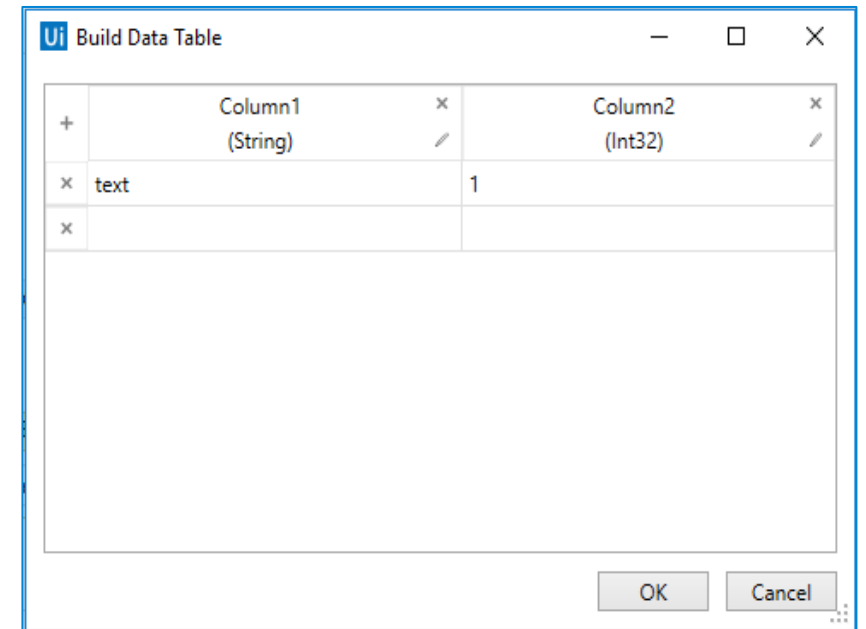 Ui Build Data Table
Column1 Column2
(String) (Int32)
text 1
OK Cancel